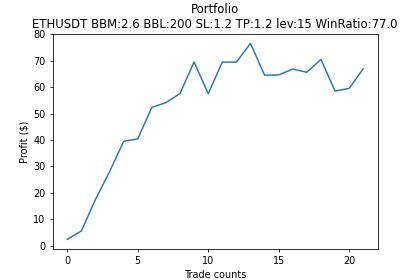 Portfolio
ETHUSDT BBM:2.6 BBL:200 SL:1.2 TP:1.2 lev:15 WinRatio:77.0
80
70
60
50
40
30
20
10
0
Profit ($)
0 5 10 15 20
Trade counts